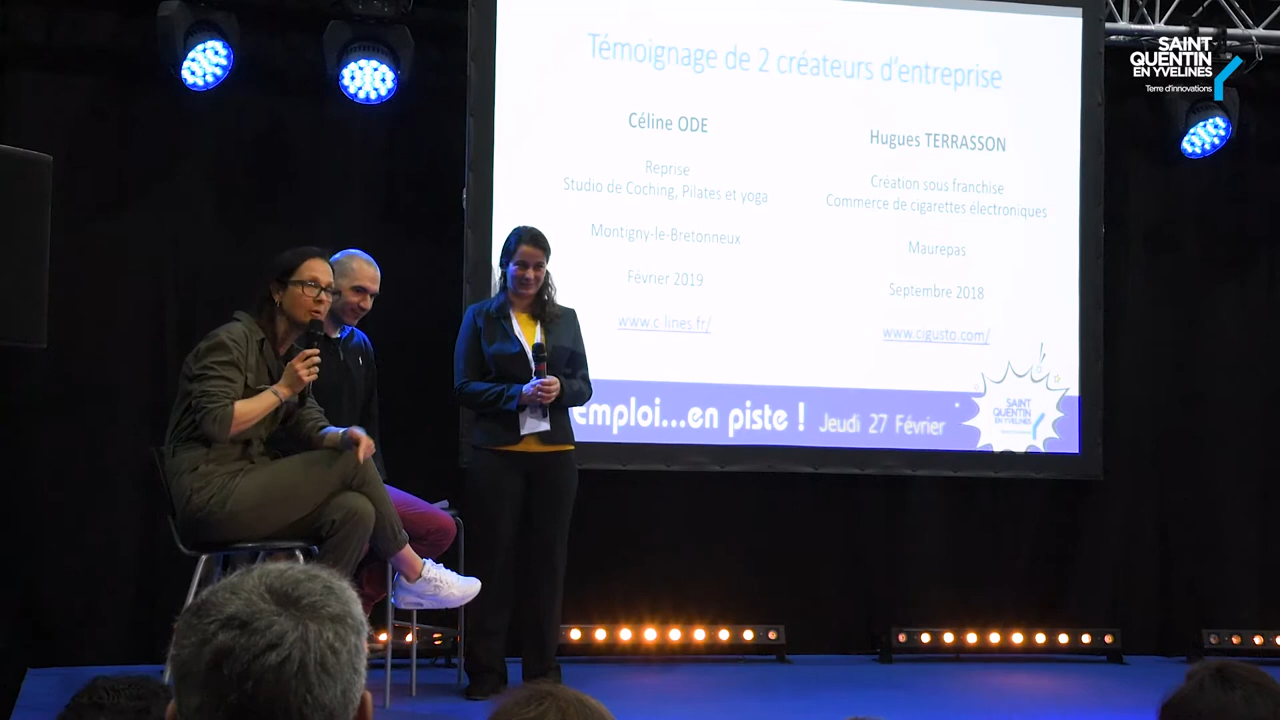 Témoignage de 2 créateurs d'entreprise
Céline ODE
Reprise
Studio de Coching, Pilates et yoga
Montigny-le-Bretonneux
Février 2019
www.c-lines.fr/
Hugues TERRASSON
Création sous franchise
Commerce de cigarettes électroniques
Maurepas
Septembre 2018
www.cigusto.com/
emploi...en piste ! Jeudi 27 Février
SAINT
QUENTIN
EN YVELINES
SAINT
QUENTIN
EN YVELINES
Terre d'innovations